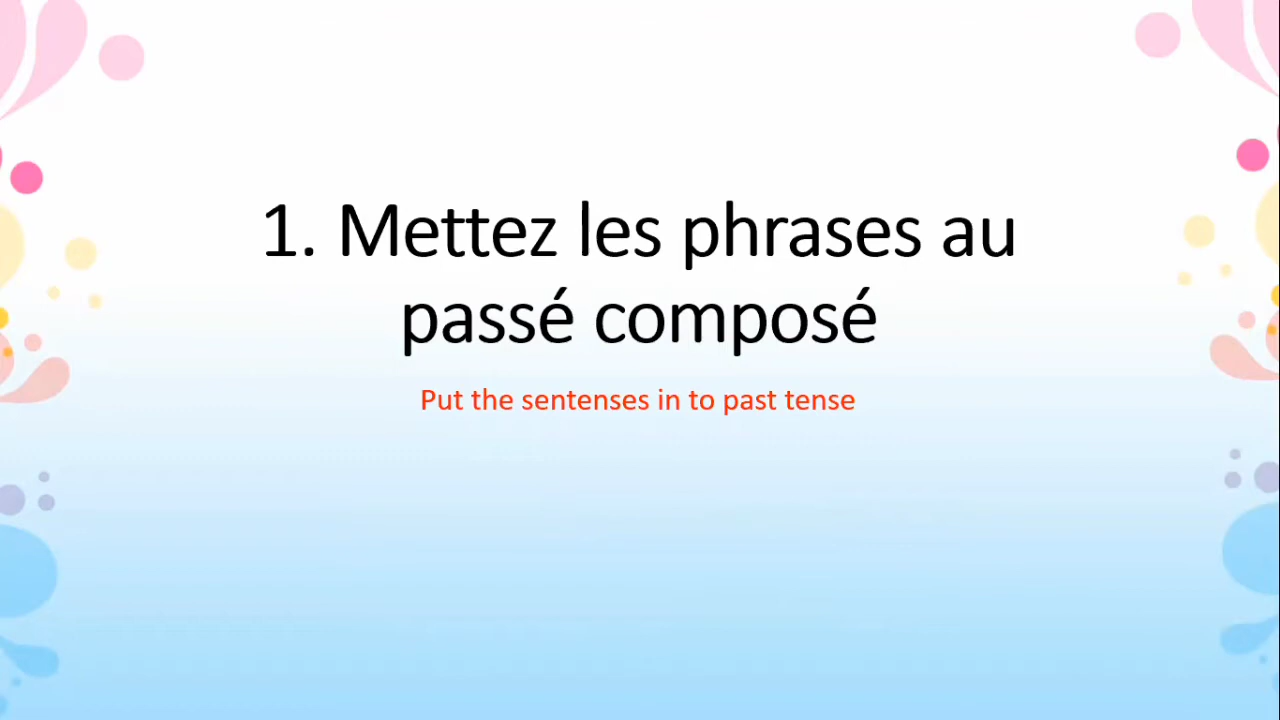 1. Mettez les phrases au
passé composé
Put the sentenses in to past tense